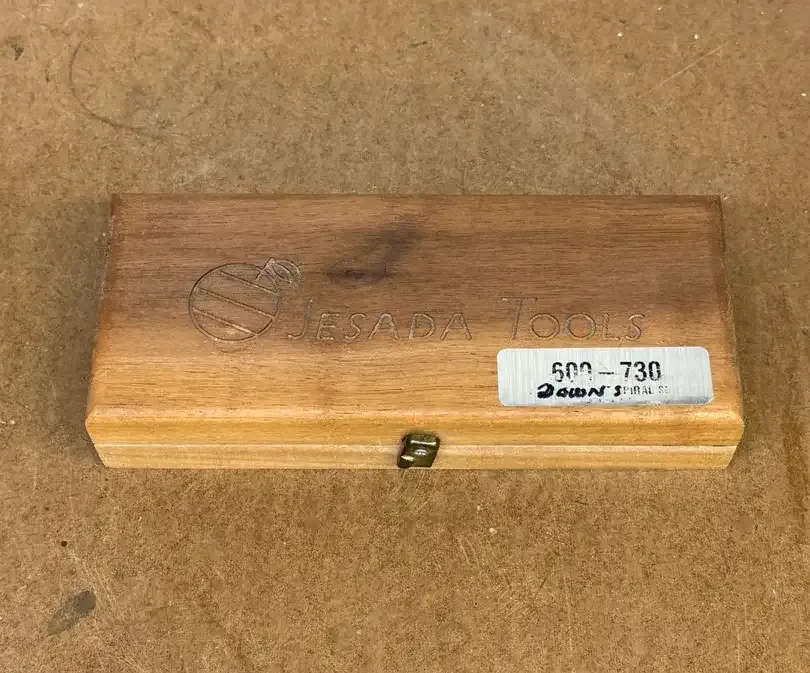 JESADA TOOLS
600-730
DOWN SPIRAL